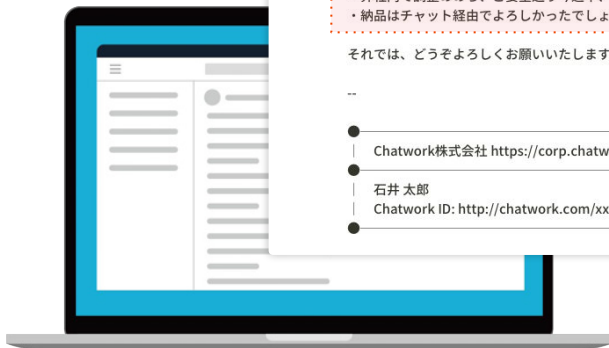 ・納品はチャット経由でよろしかったでしょ
それでは、どうぞよろしくお願いいたします
--
Chatwork株式会社 https://corp.chatw
石井 太郎
Chatwork ID: http://chatwork.com/xx